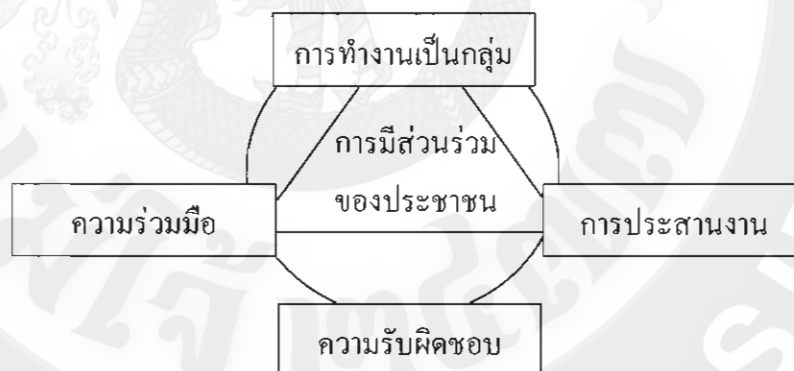 การทำงานเป็นกลุ่ม
การมีส่วนร่วม
ของประชาชน
ความร่วมมือ
การประสานงาน
ความรับผิดชอบ